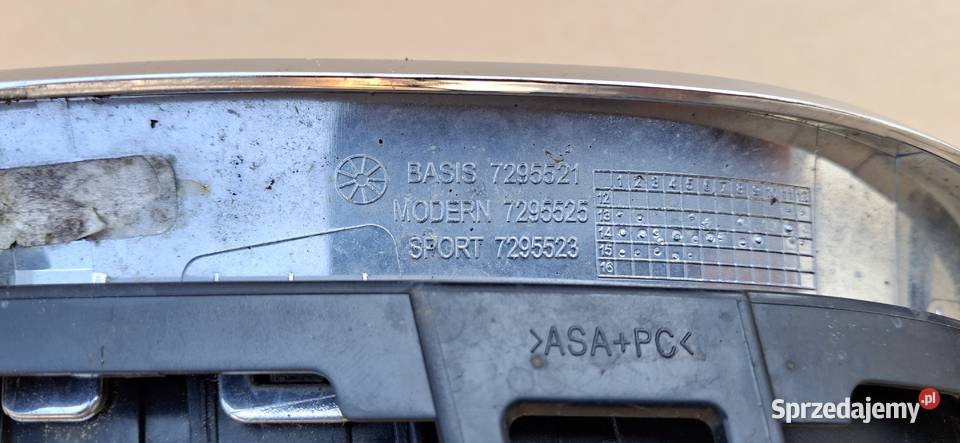 BASIS 7295521
MODERN 7295525
SPORT 7295523
1 2 3 4 5 6 7 8 9 10 11 12
12
13
14
15
16
>ASA+PC<
Sprzedajemy.pl